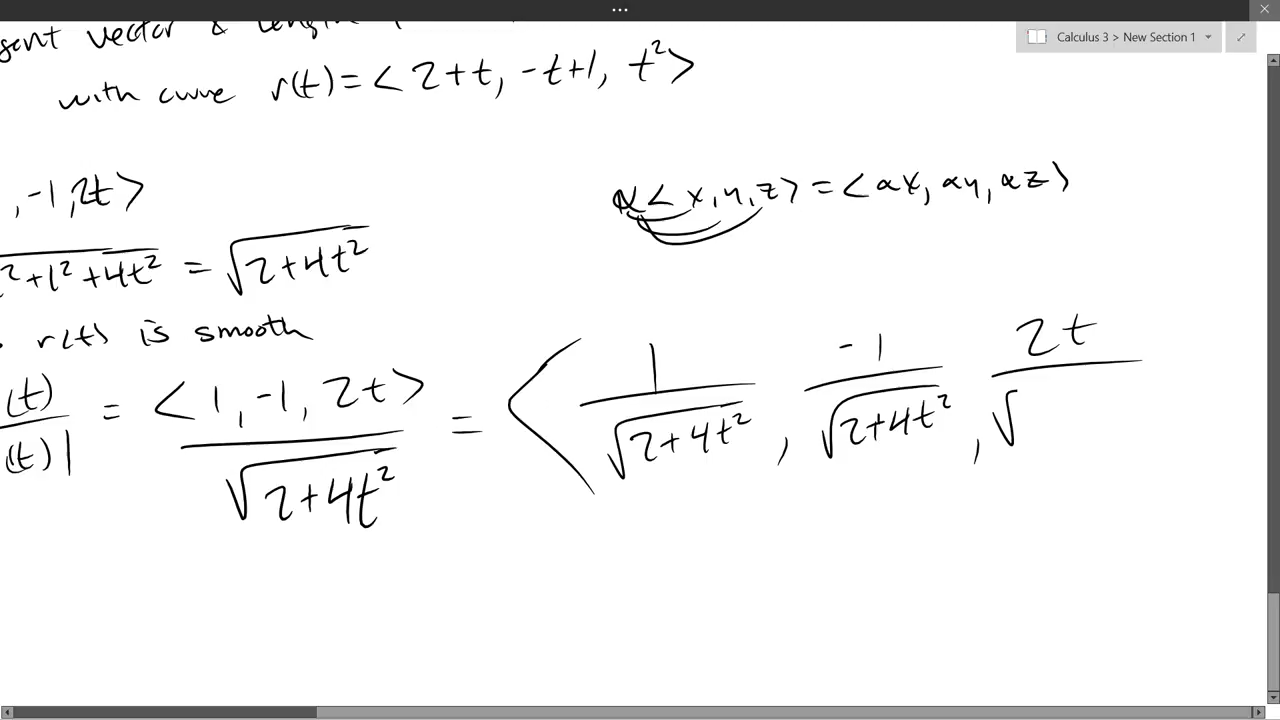 Calculus 3 > New Section 1
gent vector & length
with curve r(t) = < 2+t, -t+1, t²>
, -1, 2t>
α< x, y, z> = < αx, αy, αz>
² + 1² + 4t² = √(2+4t²)
r(t) is smooth
(t)/(t)| = < 1, -1, 2t>/√(2+4t²) = < 1/√(2+4t²), -1/√(2+4t²), 2t/√